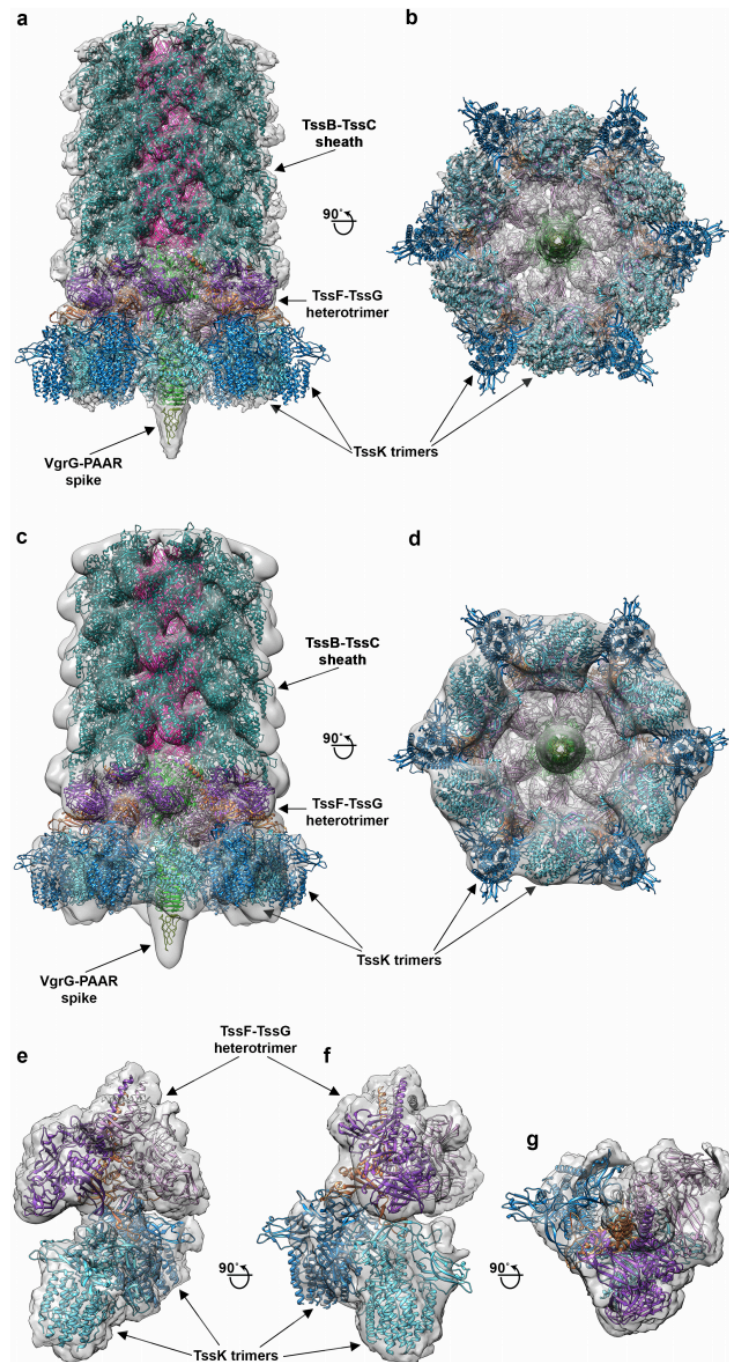 a
b
TssB-TssC
sheath
90°
TssF-TssG
heterotrimer
TssK trimers
VgrG-PAAR
spike
c
d
TssB-TssC
sheath
90°
TssF-TssG
heterotrimer
TssK trimers
VgrG-PAAR
spike
TssF-TssG
heterotrimer
e
f
g
90°
90°
TssK trimers